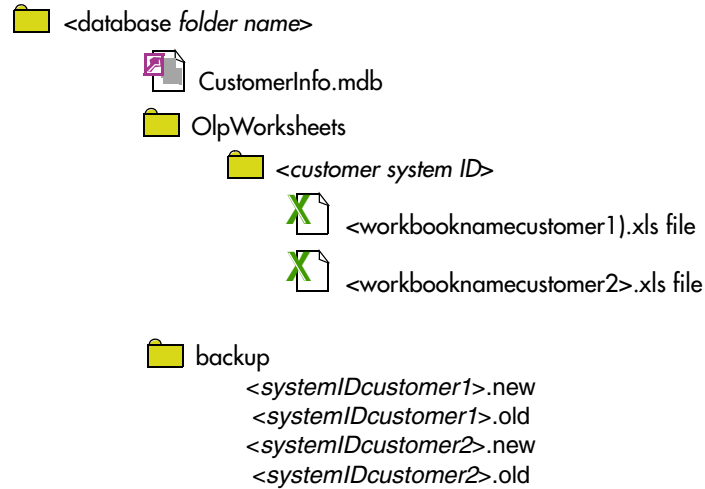 <database folder name>
CustomerInfo.mdb
OlpWorksheets
<customer system ID>
<workbooknamecustomer1).xls file
<workbooknamecustomer2>.xls file
backup
<systemIDcustomer1>.new
<systemIDcustomer1>.old
<systemIDcustomer2>.new
<systemIDcustomer2>.old